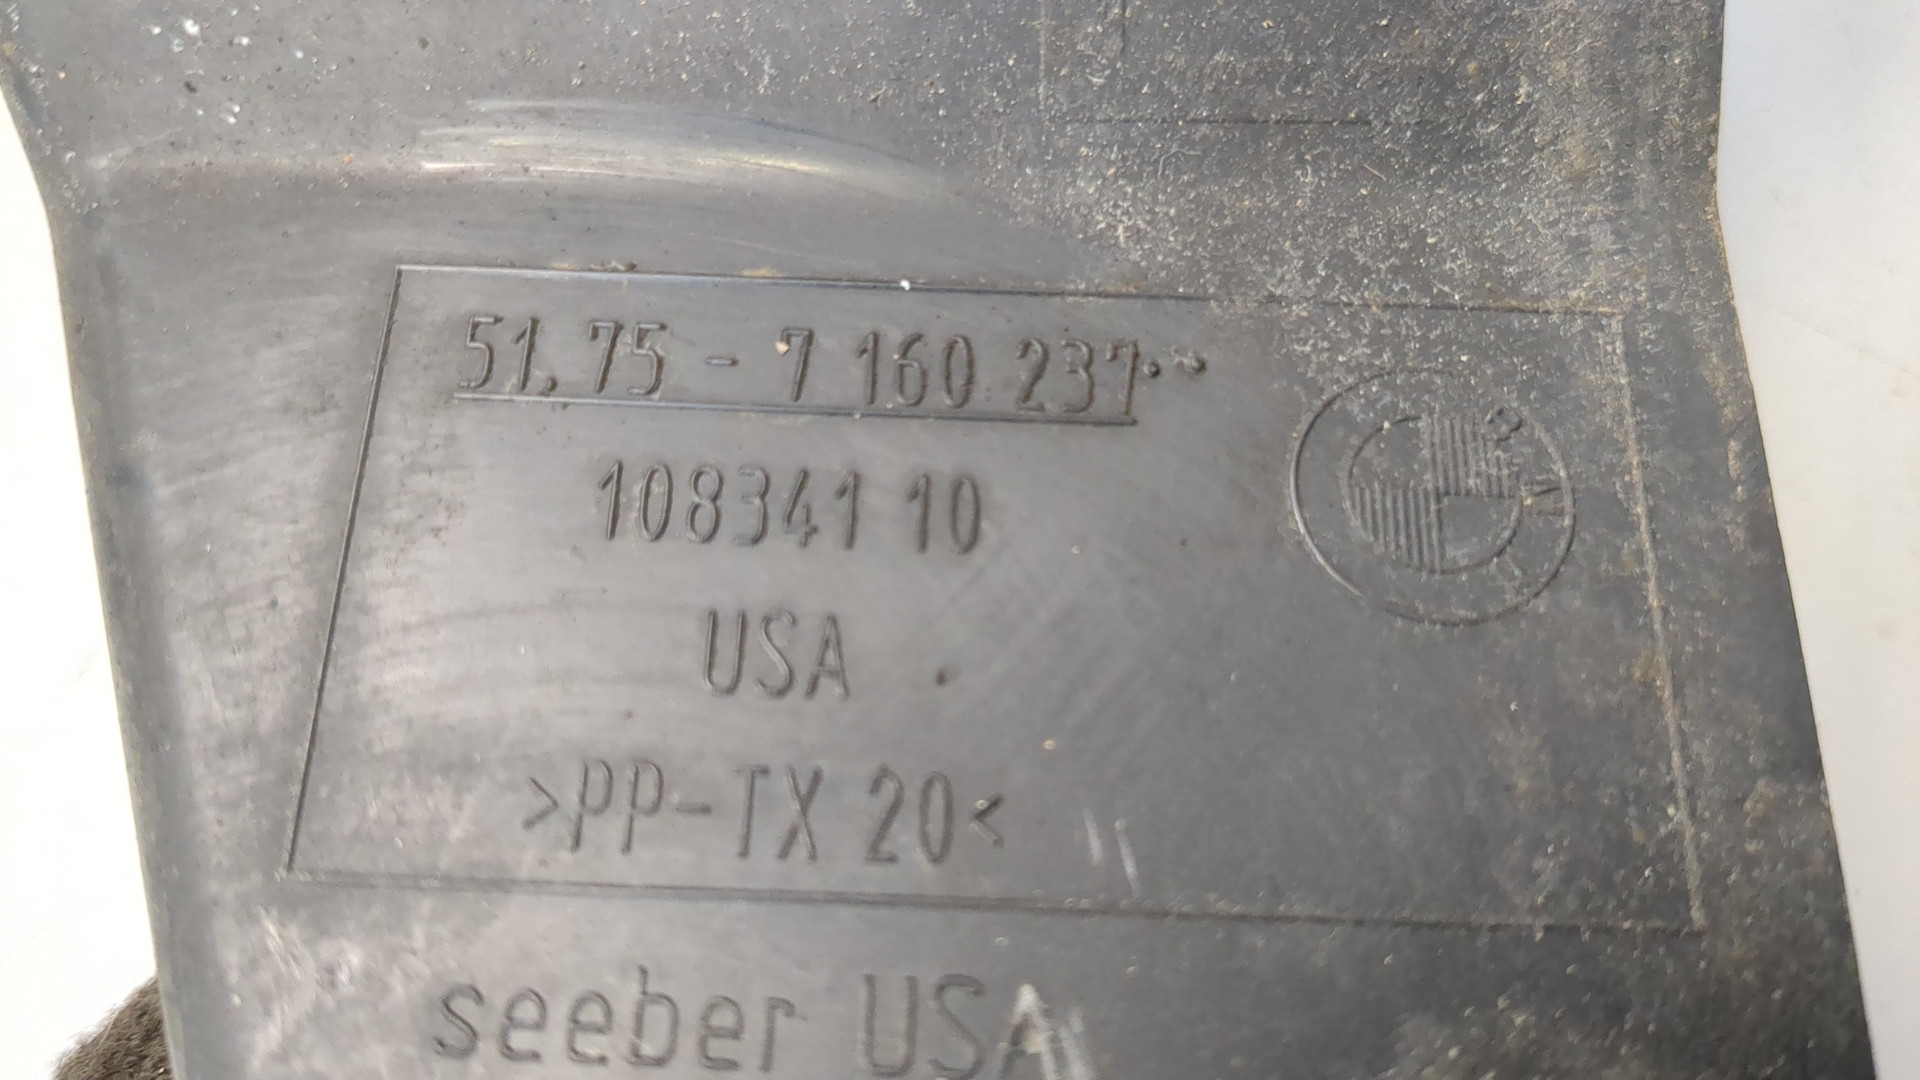 51.75 - 7 160 237
108341 10
USA
>PP-TX 20<
seeber USA